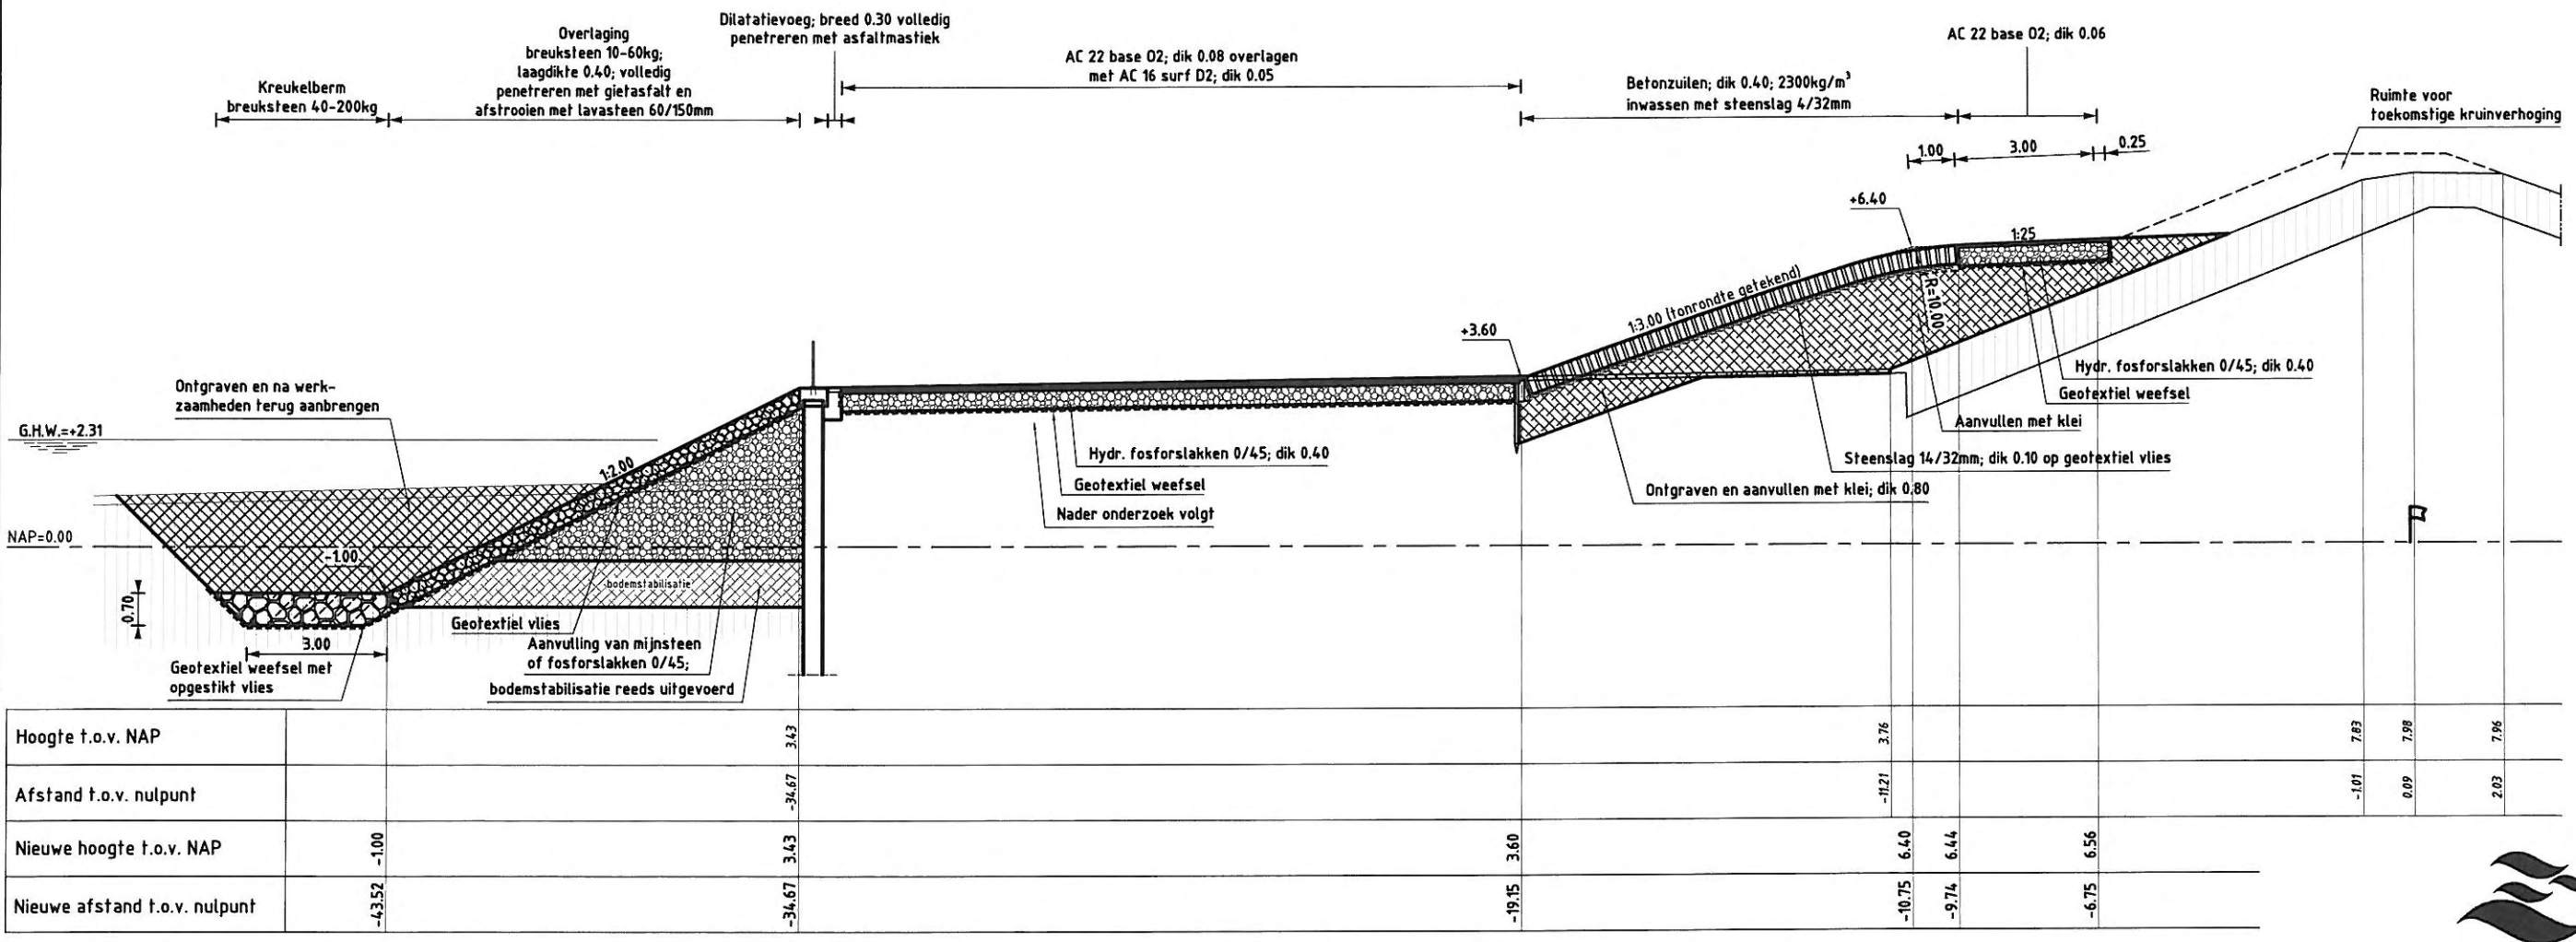 Dilatatievoeg; breed 0.30 volledig
penetreren met asfaltmastiek
Overlaging
breuksteen 10-60kg;
laagdikte 0.40; volledig
penetreren met gietasfalt en
afstrooien met lavasteen 60/150mm
Kreukelberm
breuksteen 40-200kg
AC 22 base O2; dik 0.08 overlagen
met AC 16 surf D2; dik 0.05
AC 22 base O2; dik 0.06
Betonzuilen; dik 0.40; 2300kg/m³
inwassen met steenslag 4/32mm
Ruimte voor
toekomstige kruinverhoging
1.00
3.00
0.25
+6.40
1:25
1:3.00 (tonrondte getekend)
R=10.00
+3.60
Ontgraven en na werk-
zaamheden terug aanbrengen
G.H.W.=+2.31
1:2.00
NAP=0.00
-1.00
0.70
3.00
bodemstabilisatie
Geotextiel vlies
Aanvulling van mijnsteen
of fosforslakken 0/45;
bodemstabilisatie reeds uitgevoerd
Geotextiel weefsel met
opgestikt vlies
Hydr. fosforslakken 0/45; dik 0.40
Geotextiel weefsel
Nader onderzoek volgt
Hydr. fosforslakken 0/45; dik 0.40
Geotextiel weefsel
Aanvullen met klei
Steenslag 14/32mm; dik 0.10 op geotextiel vlies
Ontgraven en aanvullen met klei; dik 0.80
Hoogte t.o.v. NAP 3.43 3.76 7.83 7.98 7.96
Afstand t.o.v. nulpunt -34.67 -11.21 -1.01 0.09 2.03
Nieuwe hoogte t.o.v. NAP -1.00 3.43 3.60 6.40 6.44 6.56
Nieuwe afstand t.o.v. nulpunt -43.52 -34.67 -19.15 -10.75 -9.74 -6.75